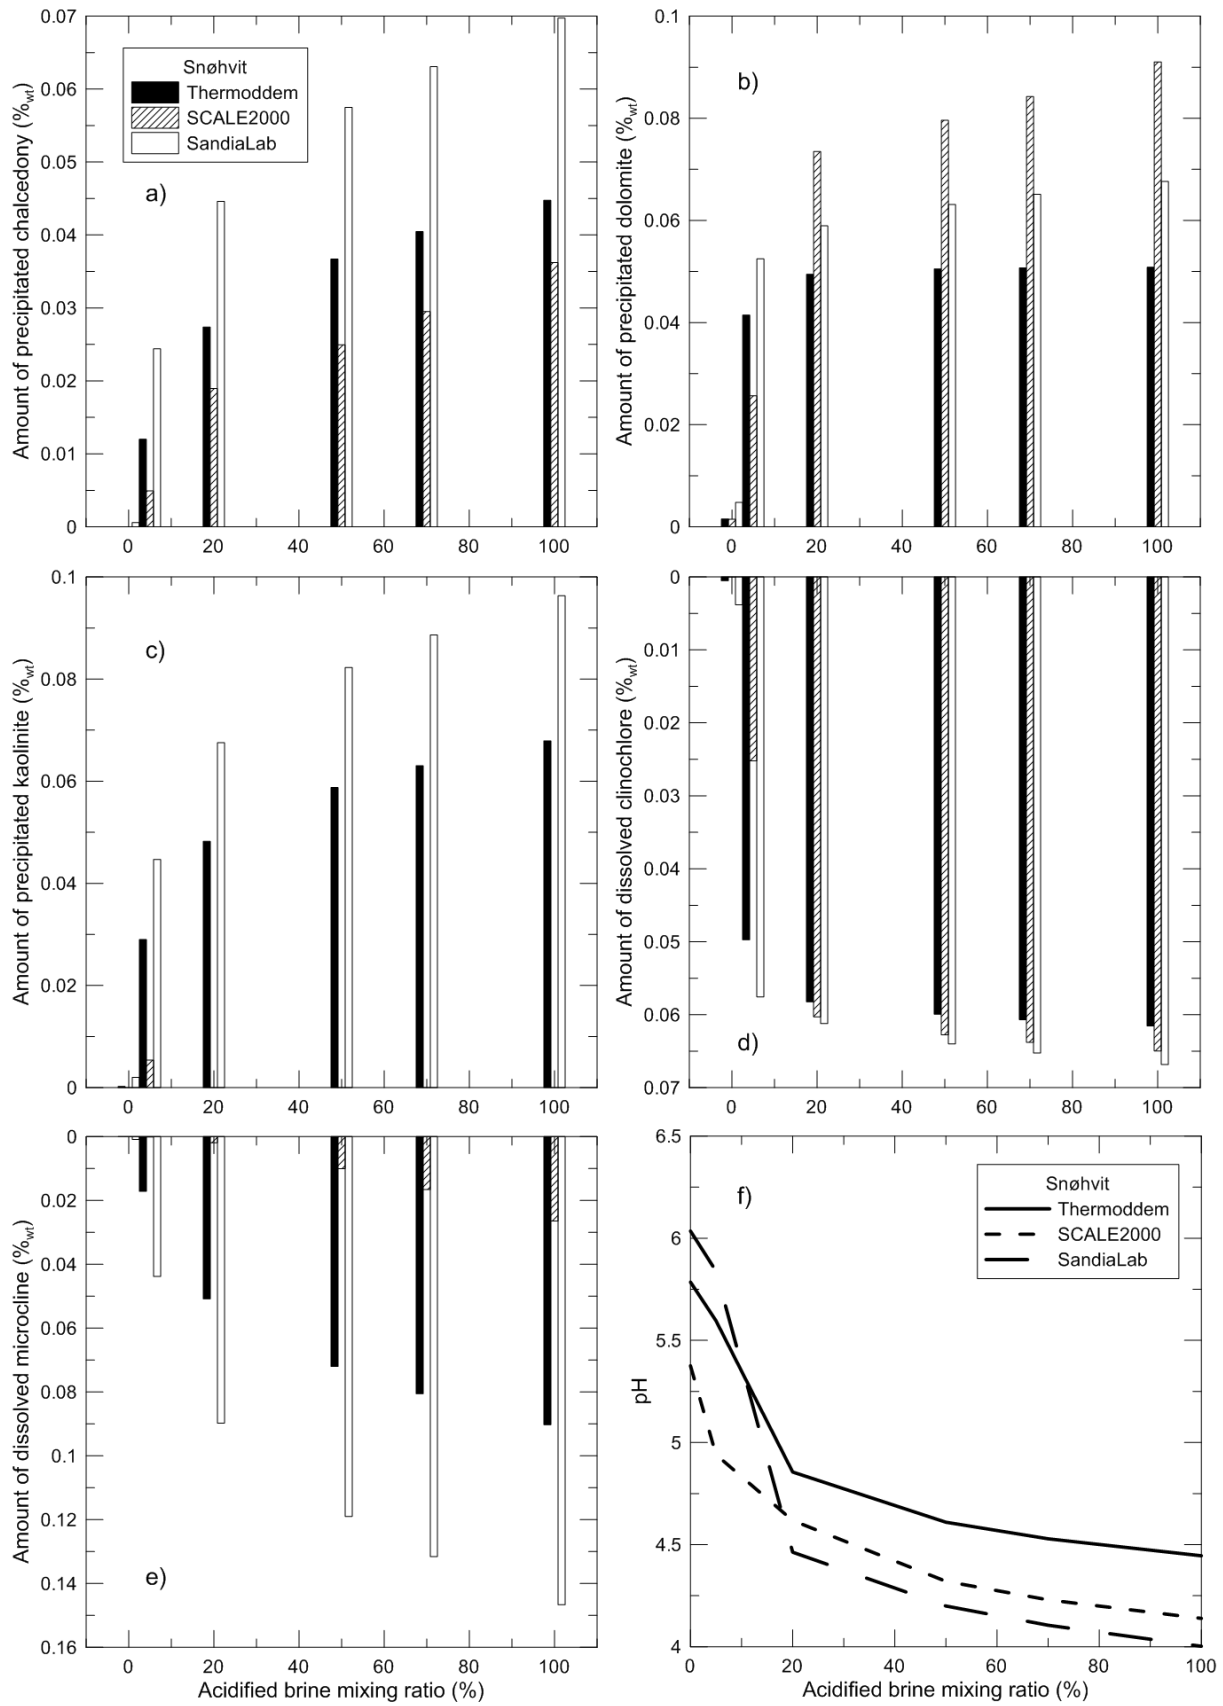 Amount of precipitated chalcedony (%wt)
0.07
0.06
0.05
0.04
0.03
0.02
0.01
0
Snøhvit
Thermoddem
SCALE2000
SandiaLab
a)
0 20 40 60 80 100
Amount of precipitated dolomite (%wt)
0.1
0.08
0.06
0.04
0.02
0
b)
0 20 40 60 80 100
Amount of precipitated kaolinite (%wt)
0.1
0.08
0.06
0.04
0.02
0
c)
0 20 40 60 80 100
Amount of dissolved clinochlore (%wt)
0
0.01
0.02
0.03
0.04
0.05
0.06
0.07
d)
0 20 40 60 80 100
Amount of dissolved microcline (%wt)
0
0.02
0.04
0.06
0.08
0.1
0.12
0.14
0.16
e)
0 20 40 60 80 100
Acidified brine mixing ratio (%)
pH
6.5
6
5.5
5
4.5
4
f)
Snøhvit
Thermoddem
SCALE2000
SandiaLab
0 20 40 60 80 100
Acidified brine mixing ratio (%)